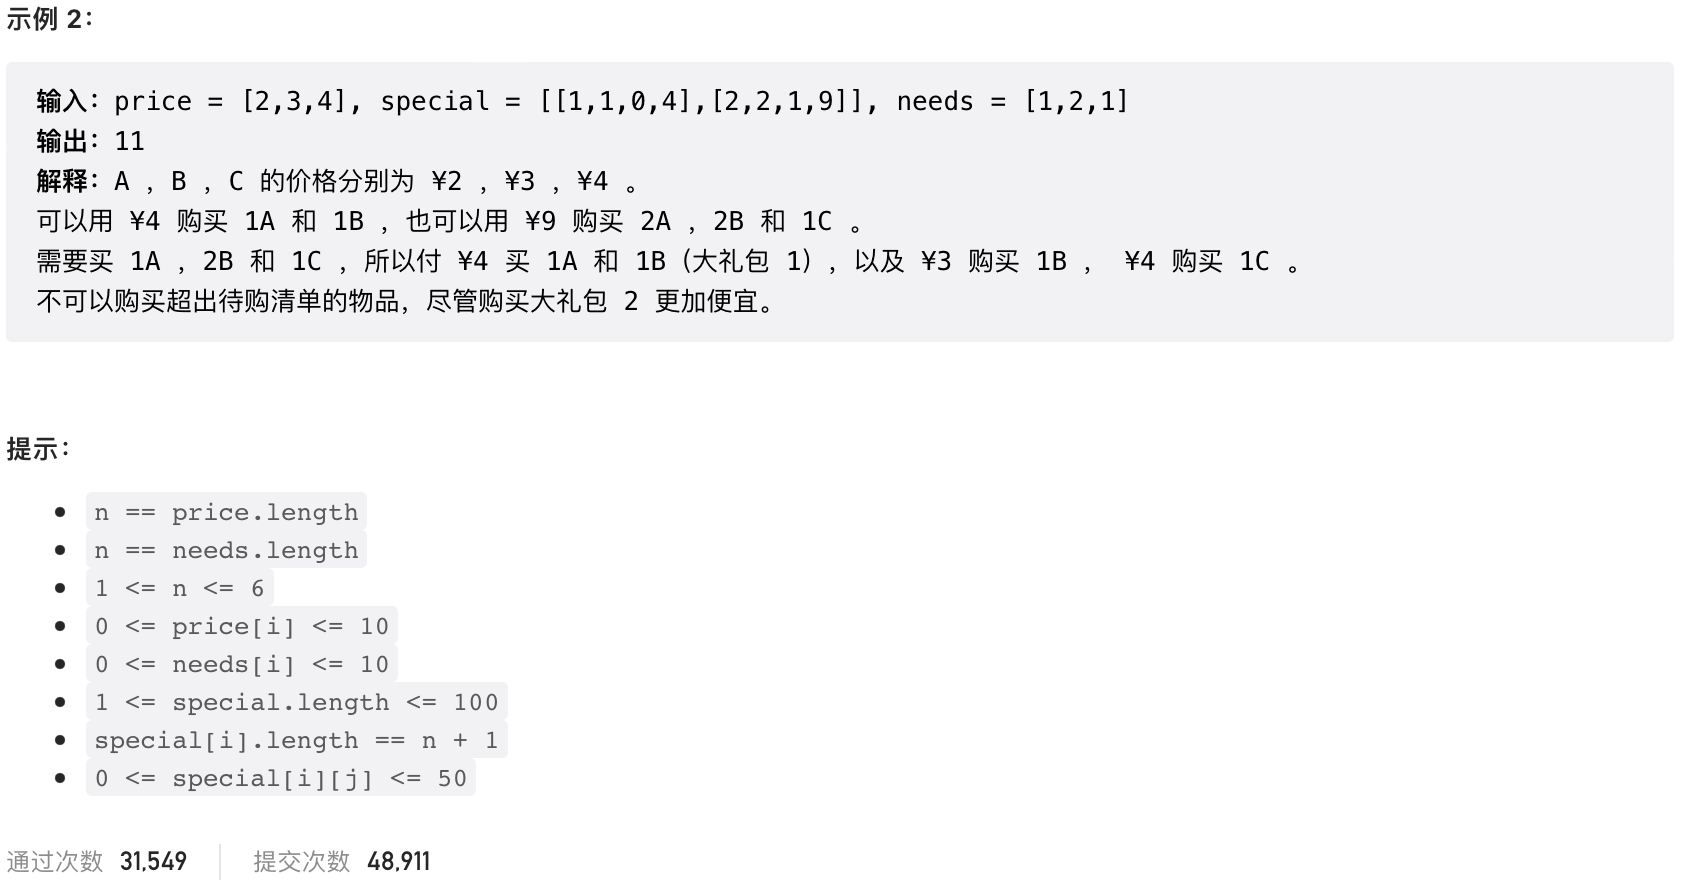 示例 2：
输入：price = [2,3,4], special = [[1,1,0,4],[2,2,1,9]], needs = [1,2,1]
输出：11
解释：A ，B ，C 的价格分别为 ¥2 ，¥3 ，¥4 。
可以用 ¥4 购买 1A 和 1B ，也可以用 ¥9 购买 2A ，2B 和 1C 。
需要买 1A ，2B 和 1C ，所以付 ¥4 买 1A 和 1B（大礼包 1），以及 ¥3 购买 1B ， ¥4 购买 1C 。
不可以购买超出待购清单的物品，尽管购买大礼包 2 更加便宜。
提示：
n == price.length
n == needs.length
1 <= n <= 6
0 <= price[i] <= 10
0 <= needs[i] <= 10
1 <= special.length <= 100
special[i].length == n + 1
0 <= special[i][j] <= 50
通过次数 31,549 提交次数 48,911